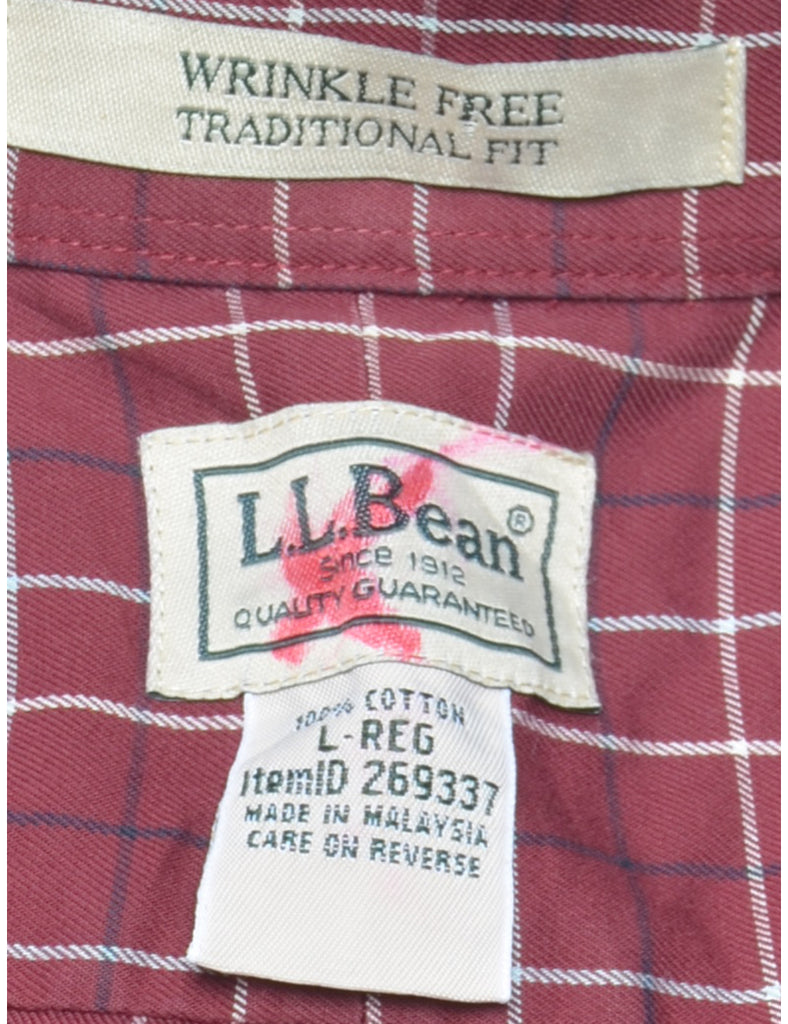 WRINKLE FREE
TRADITIONAL FIT
L.L.Bean®
Since 1912
QUALITY GUARANTEED
100% COTTON
L-REG
ItemID 269337
MADE IN MALAYSIA
CARE ON REVERSE